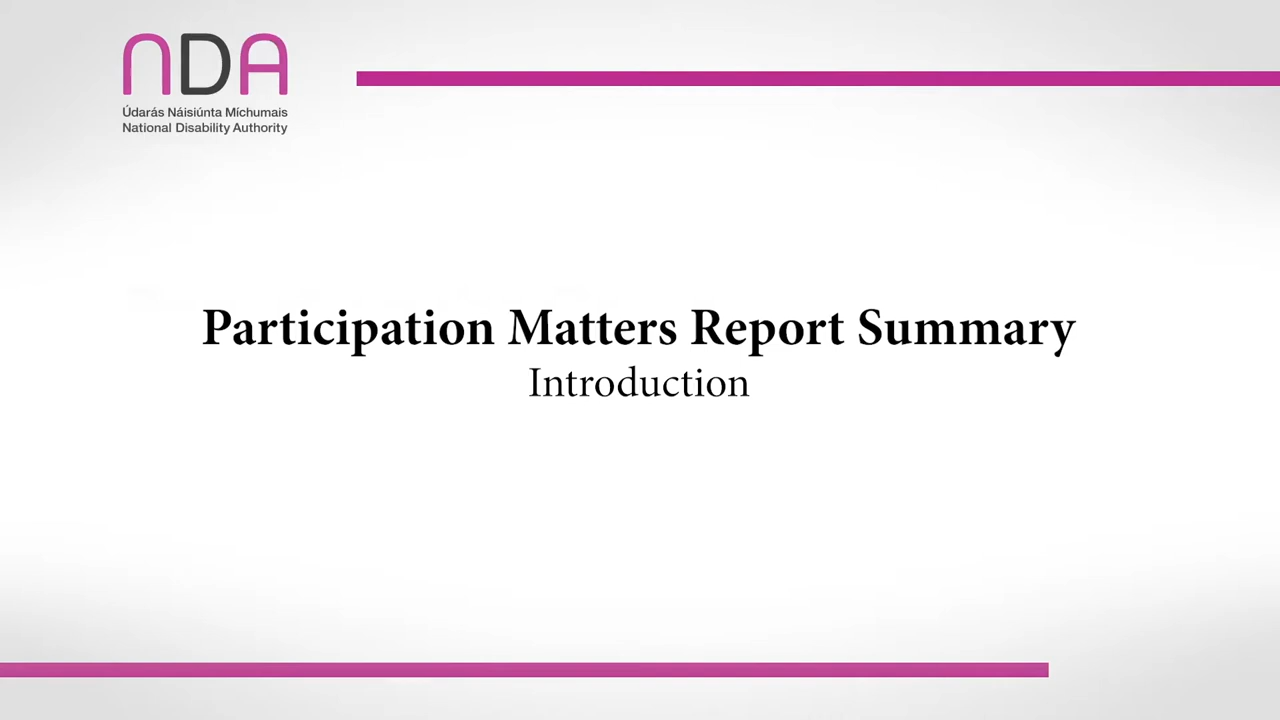 NDA
Údarás Náisiúnta Míchumais
National Disability Authority
Participation Matters Report Summary
Introduction